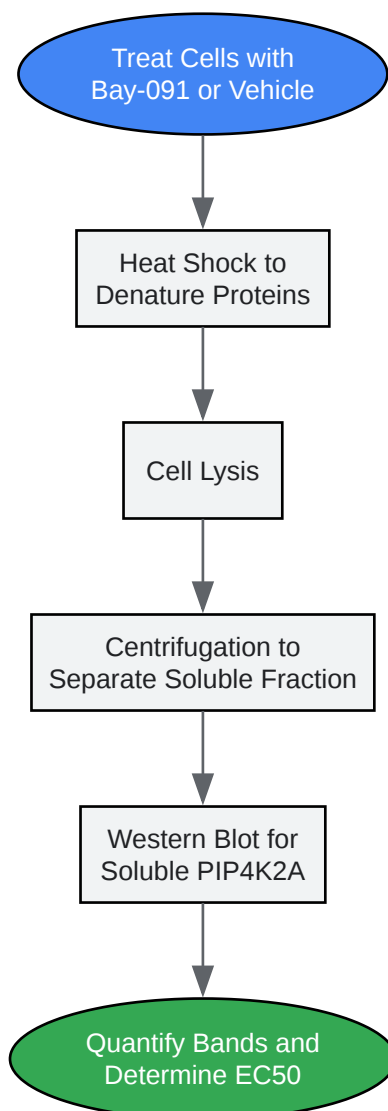 Treat Cells with
Bay-091 or Vehicle
Heat Shock to
Denature Proteins
Cell Lysis
Centrifugation to
Separate Soluble Fraction
Western Blot for
Soluble PIP4K2A
Quantify Bands and
Determine EC50